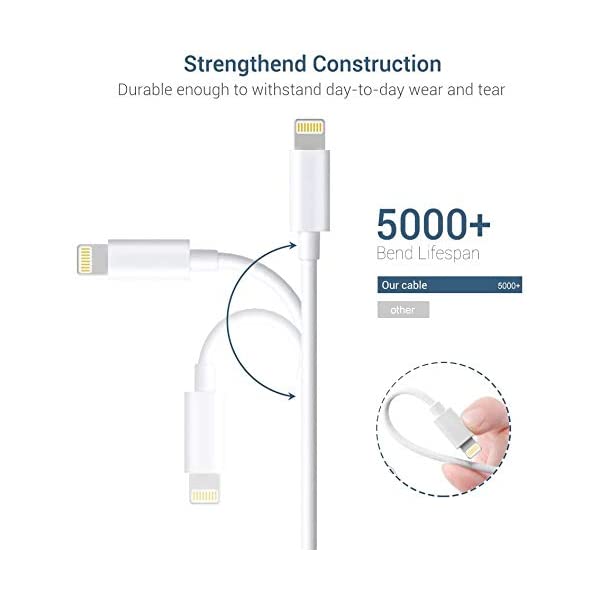 Strengthend Construction
Durable enough to withstand day-to-day wear and tear
5000+
Bend Lifespan
Our cable 5000+
other